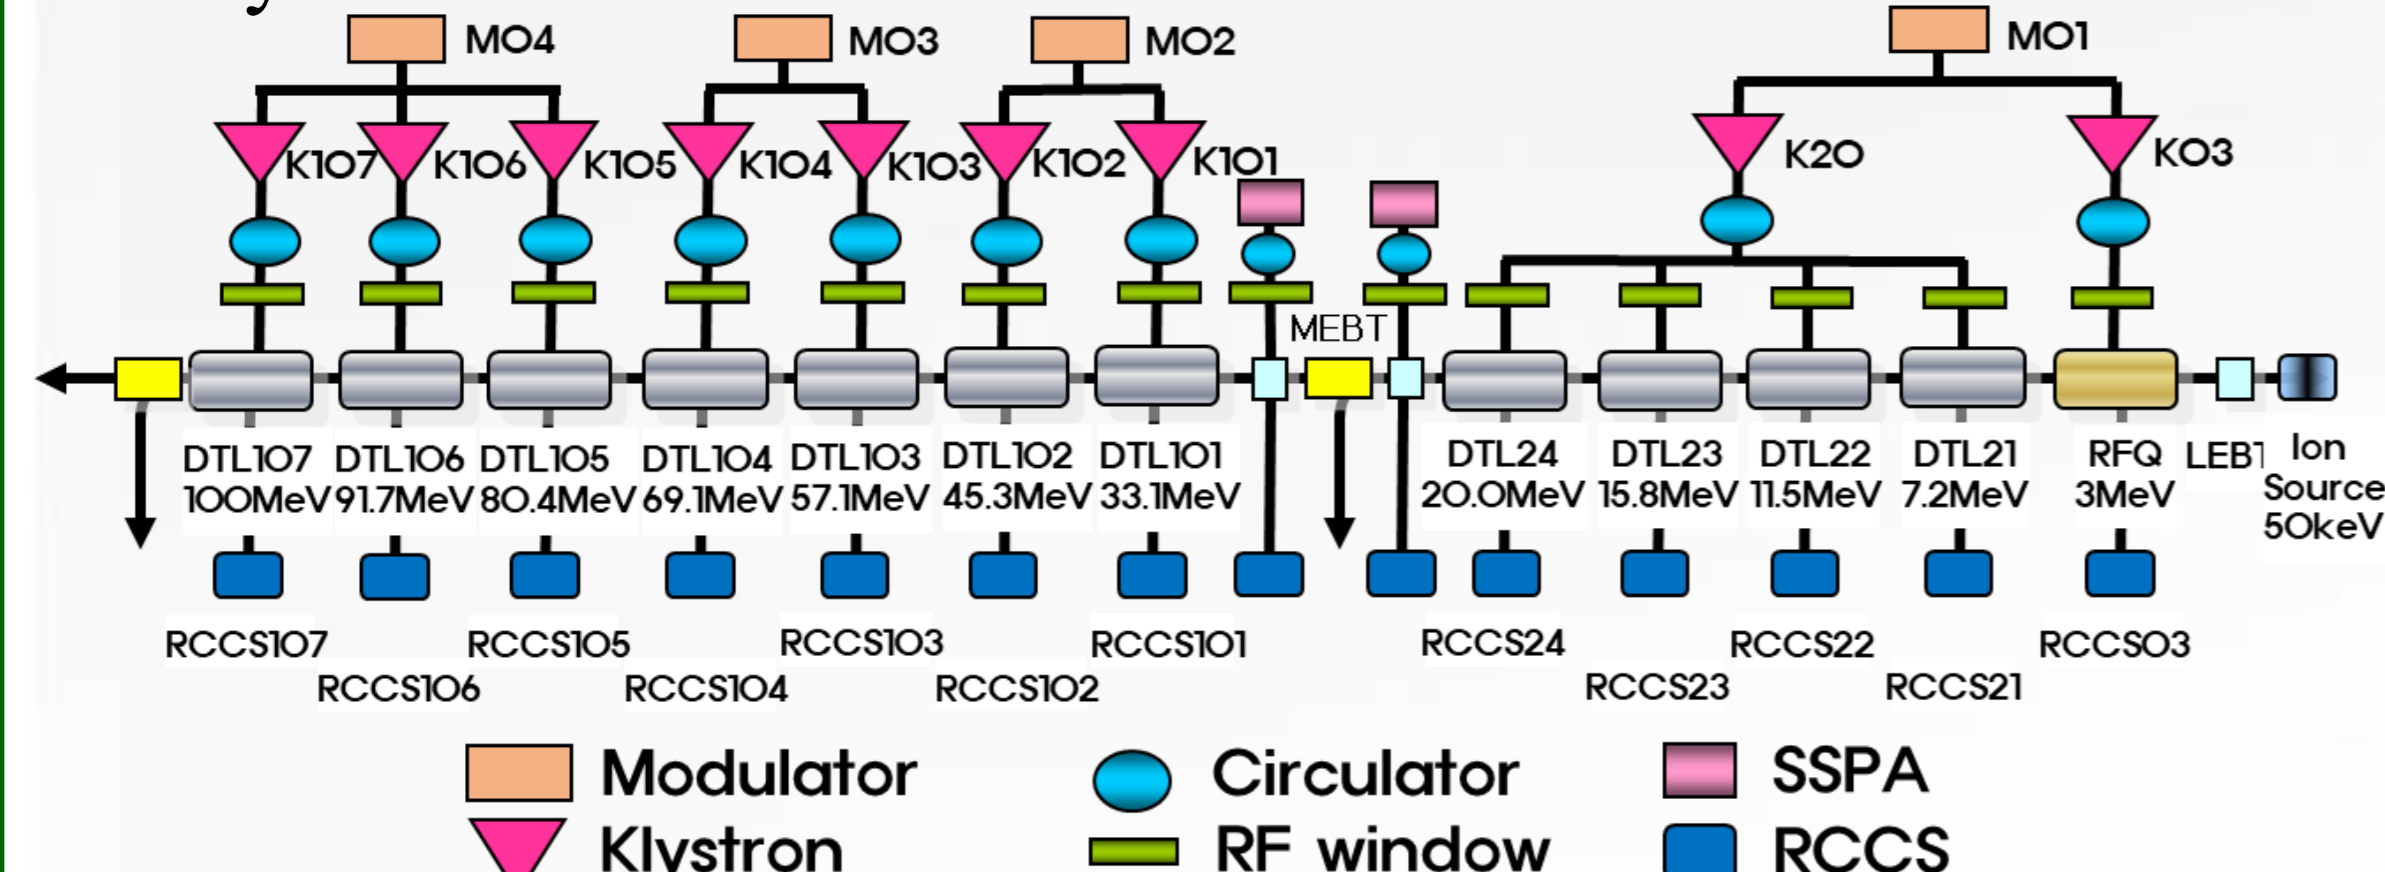 MO4
MO3
MO2
MO1
K107
K106
K105
K104
K103
K102
K101
K20
KO3
MEBT
DTL107
100MeV
DTL106
91.7MeV
DTL105
80.4MeV
DTL104
69.1MeV
DTL103
57.1MeV
DTL102
45.3MeV
DTL101
33.1MeV
DTL24
20.0MeV
DTL23
15.8MeV
DTL22
11.5MeV
DTL21
7.2MeV
RFQ
3MeV
LEBT
Ion
Source
50keV
RCCS107
RCCS106
RCCS105
RCCS104
RCCS103
RCCS102
RCCS101
RCCS24
RCCS23
RCCS22
RCCS21
RCCS03
Modulator
Circulator
SSPA
Klystron
RF window
RCCS